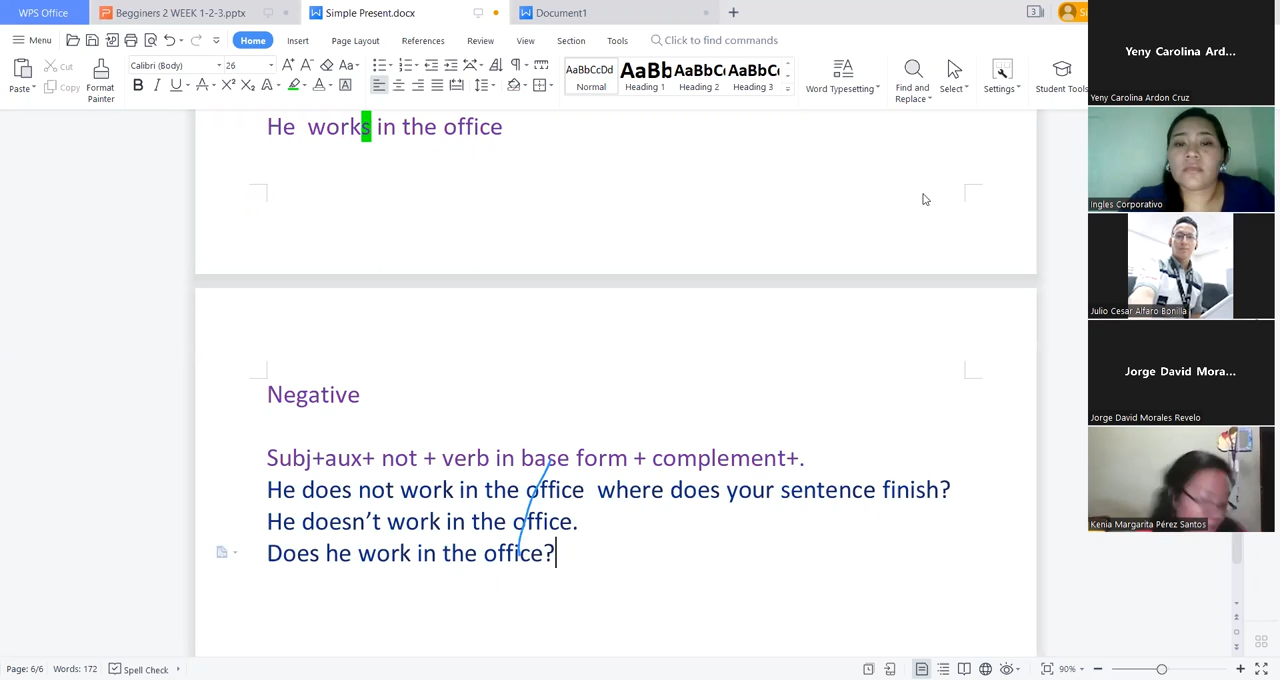 WPS Office
Begginers 2 WEEK 1-2-3.pptx
Simple Present.docx
Document1
3
Menu
Home
Insert
Page Layout
References
Review
View
Section
Tools
Click to find commands
Paste
Cut
Copy
Format Painter
Calibri (Body)
26
AaBbCcDd
Normal
AaBb
Heading 1
AaBbC
Heading 2
AaBbC
Heading 3
Word Typesetting
Find and Replace
Select
Settings
Student Tools
He works in the office
Negative
Subj+aux+ not + verb in base form + complement+.
He does not work in the office where does your sentence finish?
He doesn’t work in the office.
Does he work in the office?
Yeny Carolina Ard...
Yeny Carolina Ardon Cruz
Ingles Corporativo
Julio Cesar Alfaro Bonilla
Jorge David Mora...
Jorge David Morales Revelo
Kenia Margarita Pérez Santos
Page: 6/6
Words: 172
Spell Check
90%